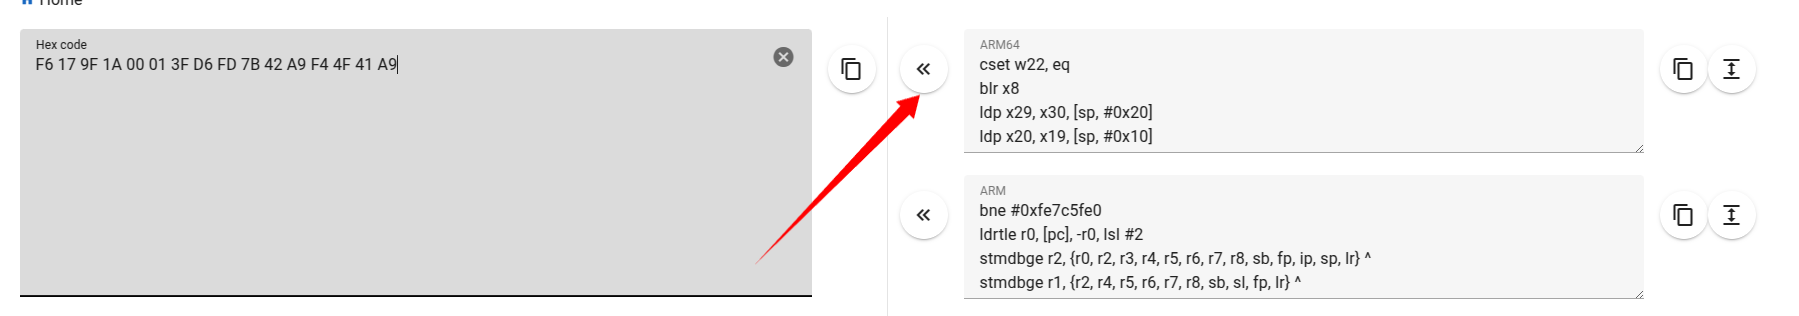 Home
Hex code
F6 17 9F 1A 00 01 3F D6 FD 7B 42 A9 F4 4F 41 A9
ARM64
cset w22, eq
blr x8
ldp x29, x30, [sp, #0x20]
ldp x20, x19, [sp, #0x10]
ARM
bne #0xfe7c5fe0
ldrtle r0, [pc], -r0, lsl #2
stmdbge r2, {r0, r2, r3, r4, r5, r6, r7, r8, sb, fp, ip, sp, lr} ^
stmdbge r1, {r2, r4, r5, r6, r7, r8, sb, sl, fp, lr} ^